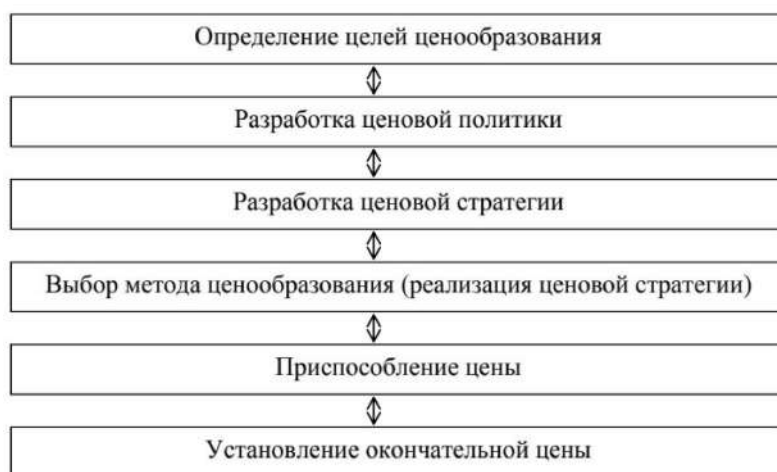 Определение целей ценообразования
Разработка ценовой политики
Разработка ценовой стратегии
Выбор метода ценообразования (реализация ценовой стратегии)
Приспособление цены
Установление окончательной цены